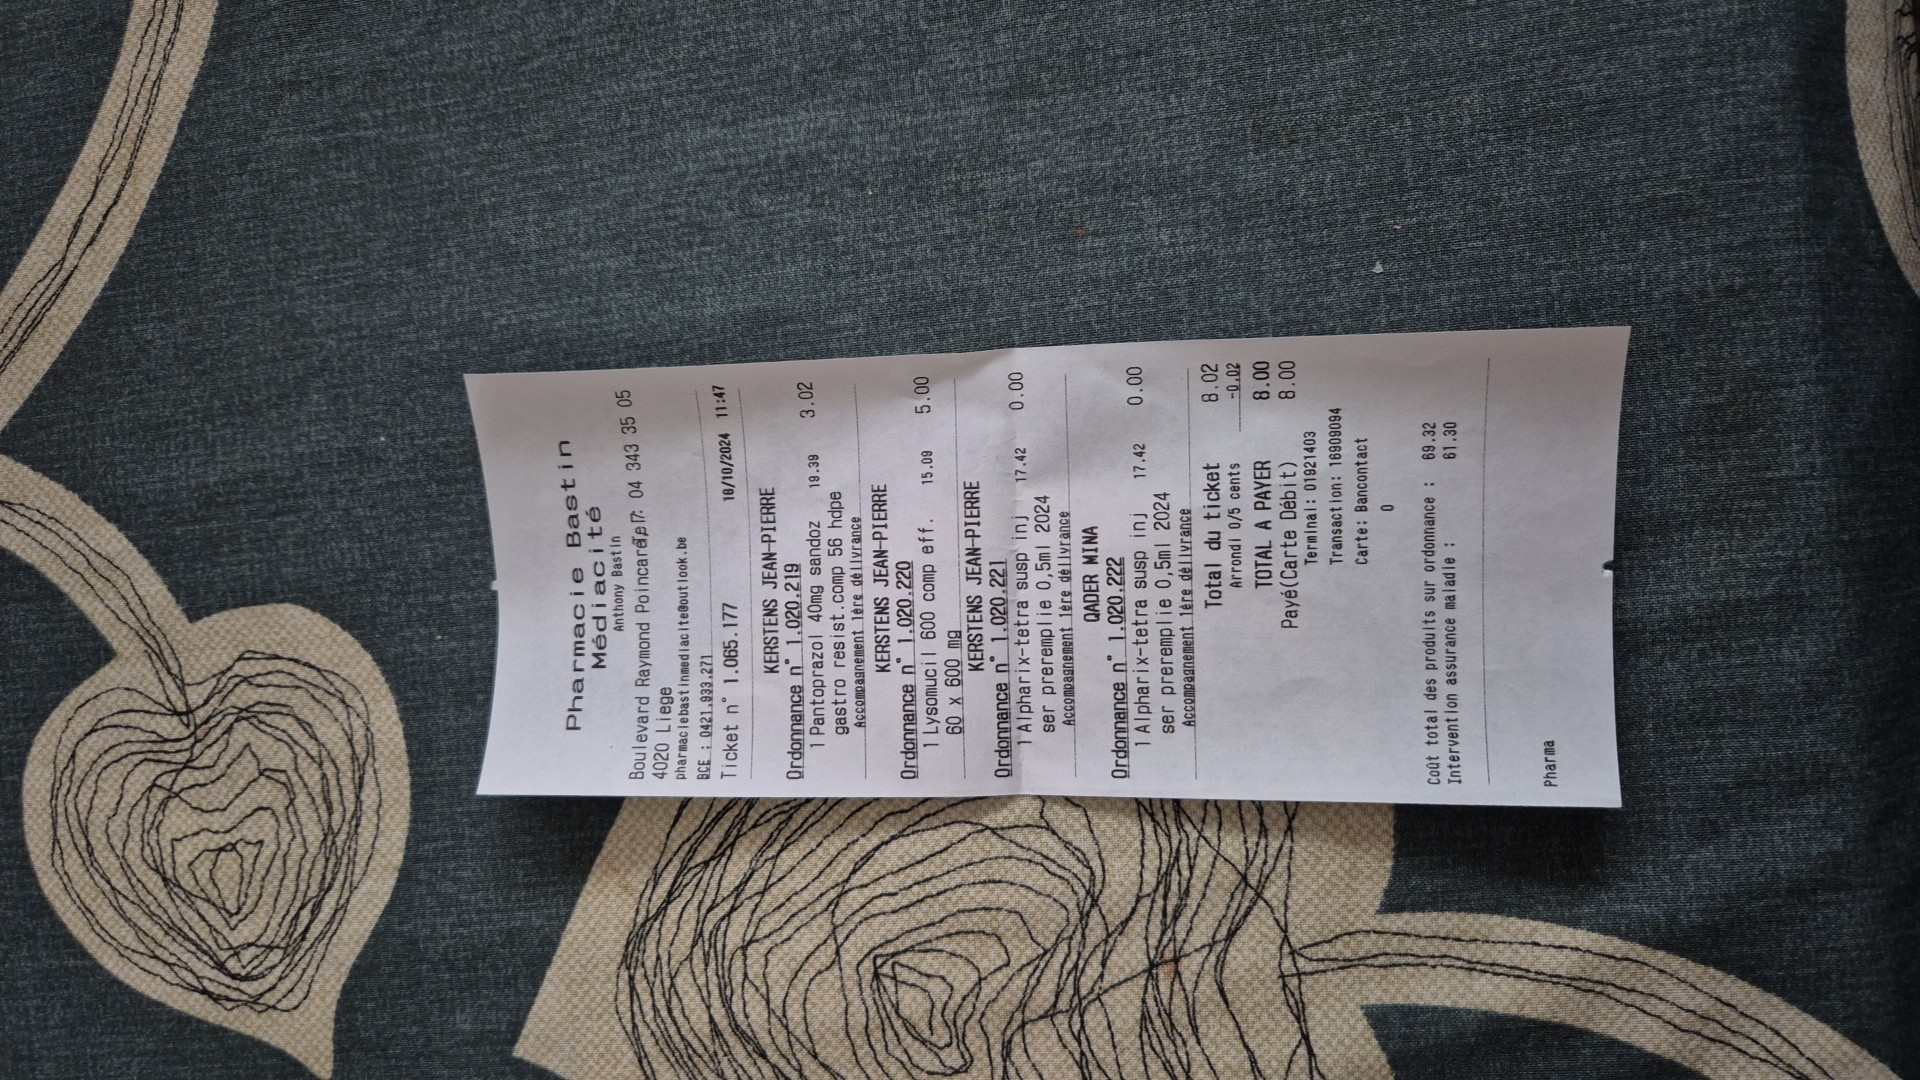 Pharmacie Bastin
Médiacité
Anthony Bastin
Boulevard Raymond Poincaré, 7: 04 343 35 05
4020 Liege
pharmaciebastinmediacite@outlook.be
BCE : 0421.933.271
Ticket n° 1.065.177 18/10/2024 11:47
KERSTENS JEAN-PIERRE
Ordonnance n° 1.020.219
1 Pantoprazol 40mg sandoz 19.39 3.02
gastro resist.comp 56 hdpe
Accompagnement 1ère délivrance
KERSTENS JEAN-PIERRE
Ordonnance n° 1.020.220
1 Lysomucil 600 comp eff. 15.09 5.00
60 x 600 mg
KERSTENS JEAN-PIERRE
Ordonnance n° 1.020.221
1 Alpharix-tetra susp inj 17.42 0.00
ser preremplie 0,5ml 2024
Accompagnement 1ère délivrance
QADER MINA
Ordonnance n° 1.020.222
1 Alpharix-tetra susp inj 17.42 0.00
ser preremplie 0,5ml 2024
Accompagnement 1ère délivrance
Total du ticket 8.02
Arrondi 0/5 cents -0.02
TOTAL A PAYER 8.00
Payé(Carte Débit) 8.00
Terminal: 01921403
Transaction: 16909094
Carte: Bancontact
0
Coût total des produits sur ordonnance : 69.32
Intervention assurance maladie : 61.30
Pharma